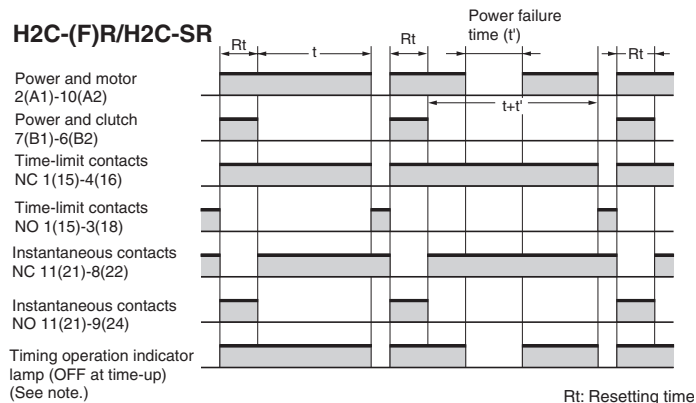 Power failure
time (t')
H2C-(F)R/H2C-SR
Rt
t
Rt
Rt
Power and motor
2(A1)-10(A2)
t+t'
Power and clutch
7(B1)-6(B2)
Time-limit contacts
NC 1(15)-4(16)
Time-limit contacts
NO 1(15)-3(18)
Instantaneous contacts
NC 11(21)-8(22)
Instantaneous contacts
NO 11(21)-9(24)
Timing operation indicator
lamp (OFF at time-up)
(See note.)
Rt: Resetting time